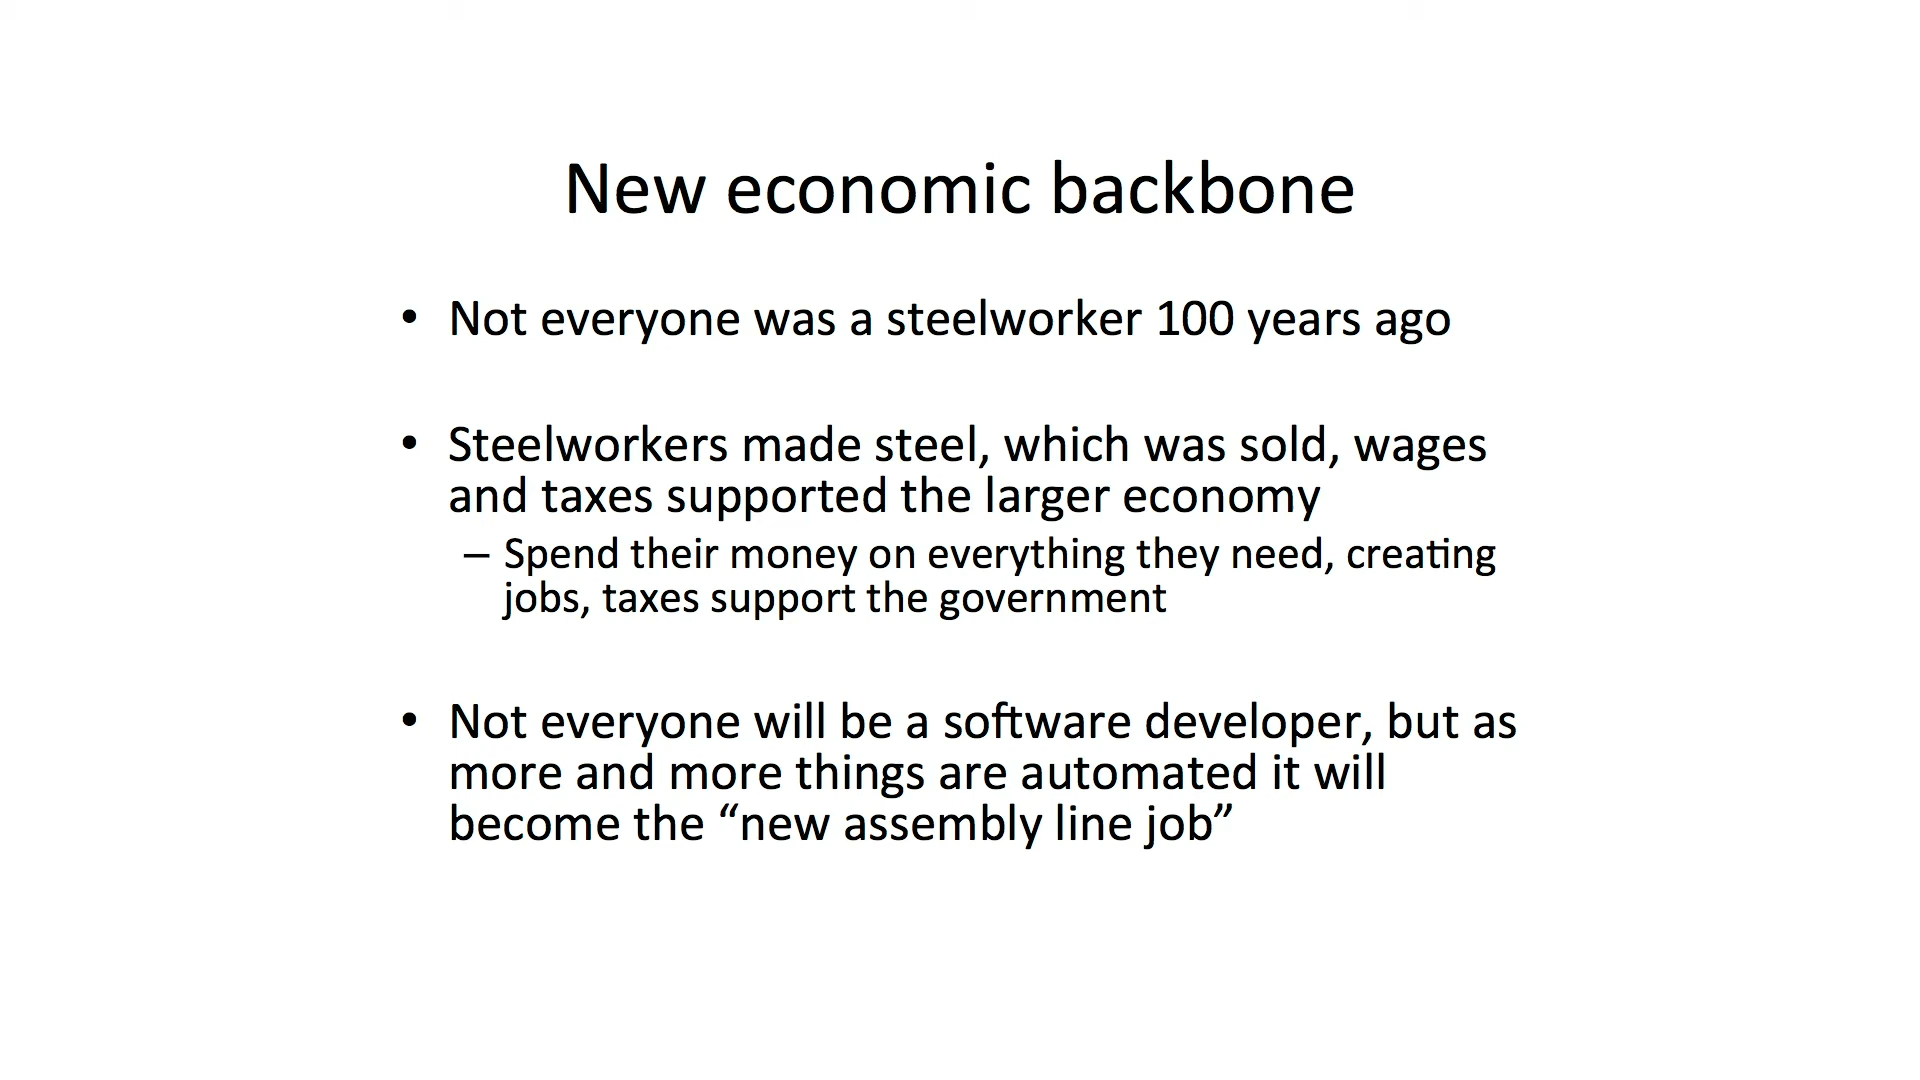 New economic backbone
• Not everyone was a steelworker 100 years ago
• Steelworkers made steel, which was sold, wages
and taxes supported the larger economy
– Spend their money on everything they need, creating
jobs, taxes support the government
• Not everyone will be a software developer, but as
more and more things are automated it will
become the “new assembly line job”